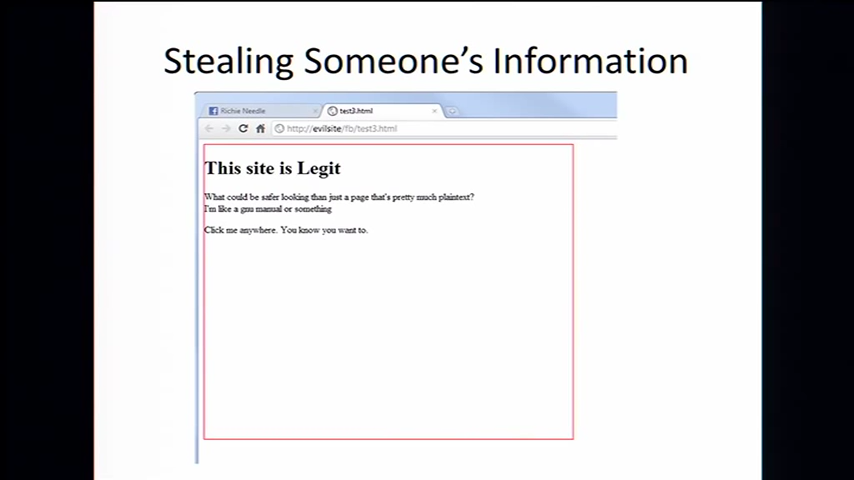 Stealing Someone's Information
Richie Needle
test3.html
http://evilsite/fb/test3.html
This site is Legit
What could be safer looking than just a page that's pretty much plaintext?
I'm like a gnu manual or something
Click me anywhere. You know you want to.